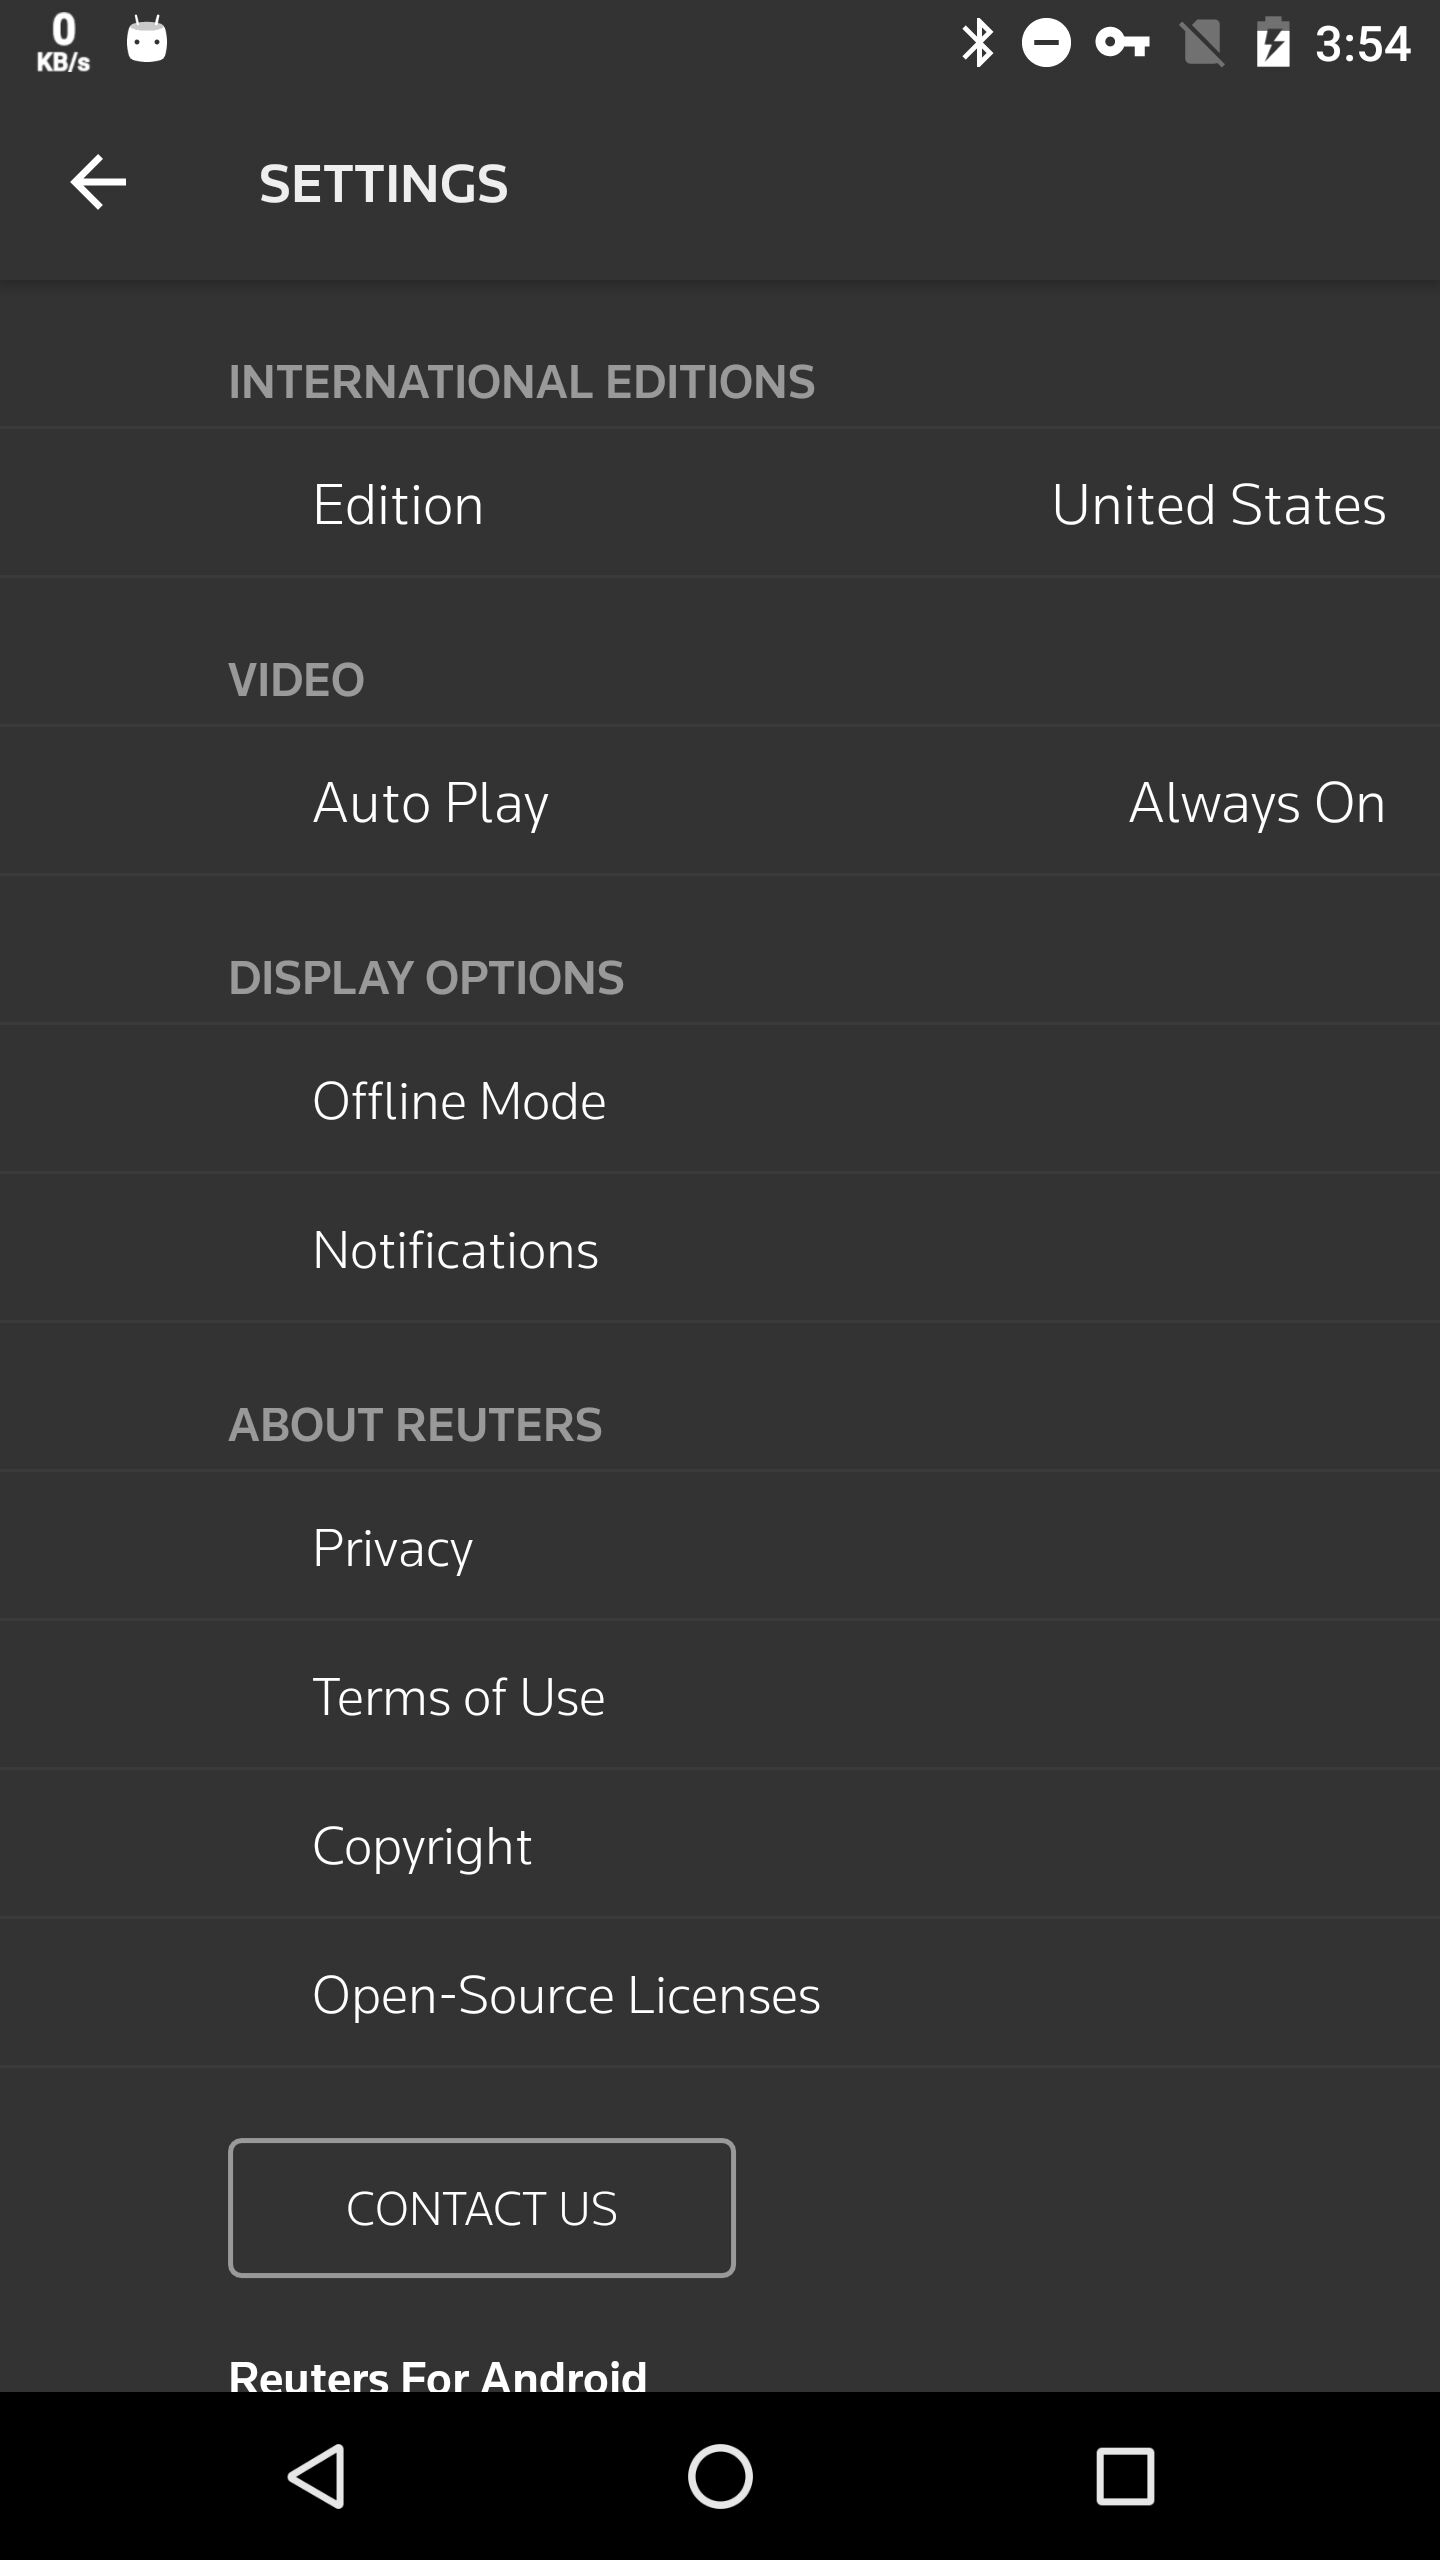 0
KB/s
3:54
SETTINGS
INTERNATIONAL EDITIONS
Edition United States
VIDEO
Auto Play Always On
DISPLAY OPTIONS
Offline Mode
Notifications
ABOUT REUTERS
Privacy
Terms of Use
Copyright
Open-Source Licenses
CONTACT US
Reuters For Android